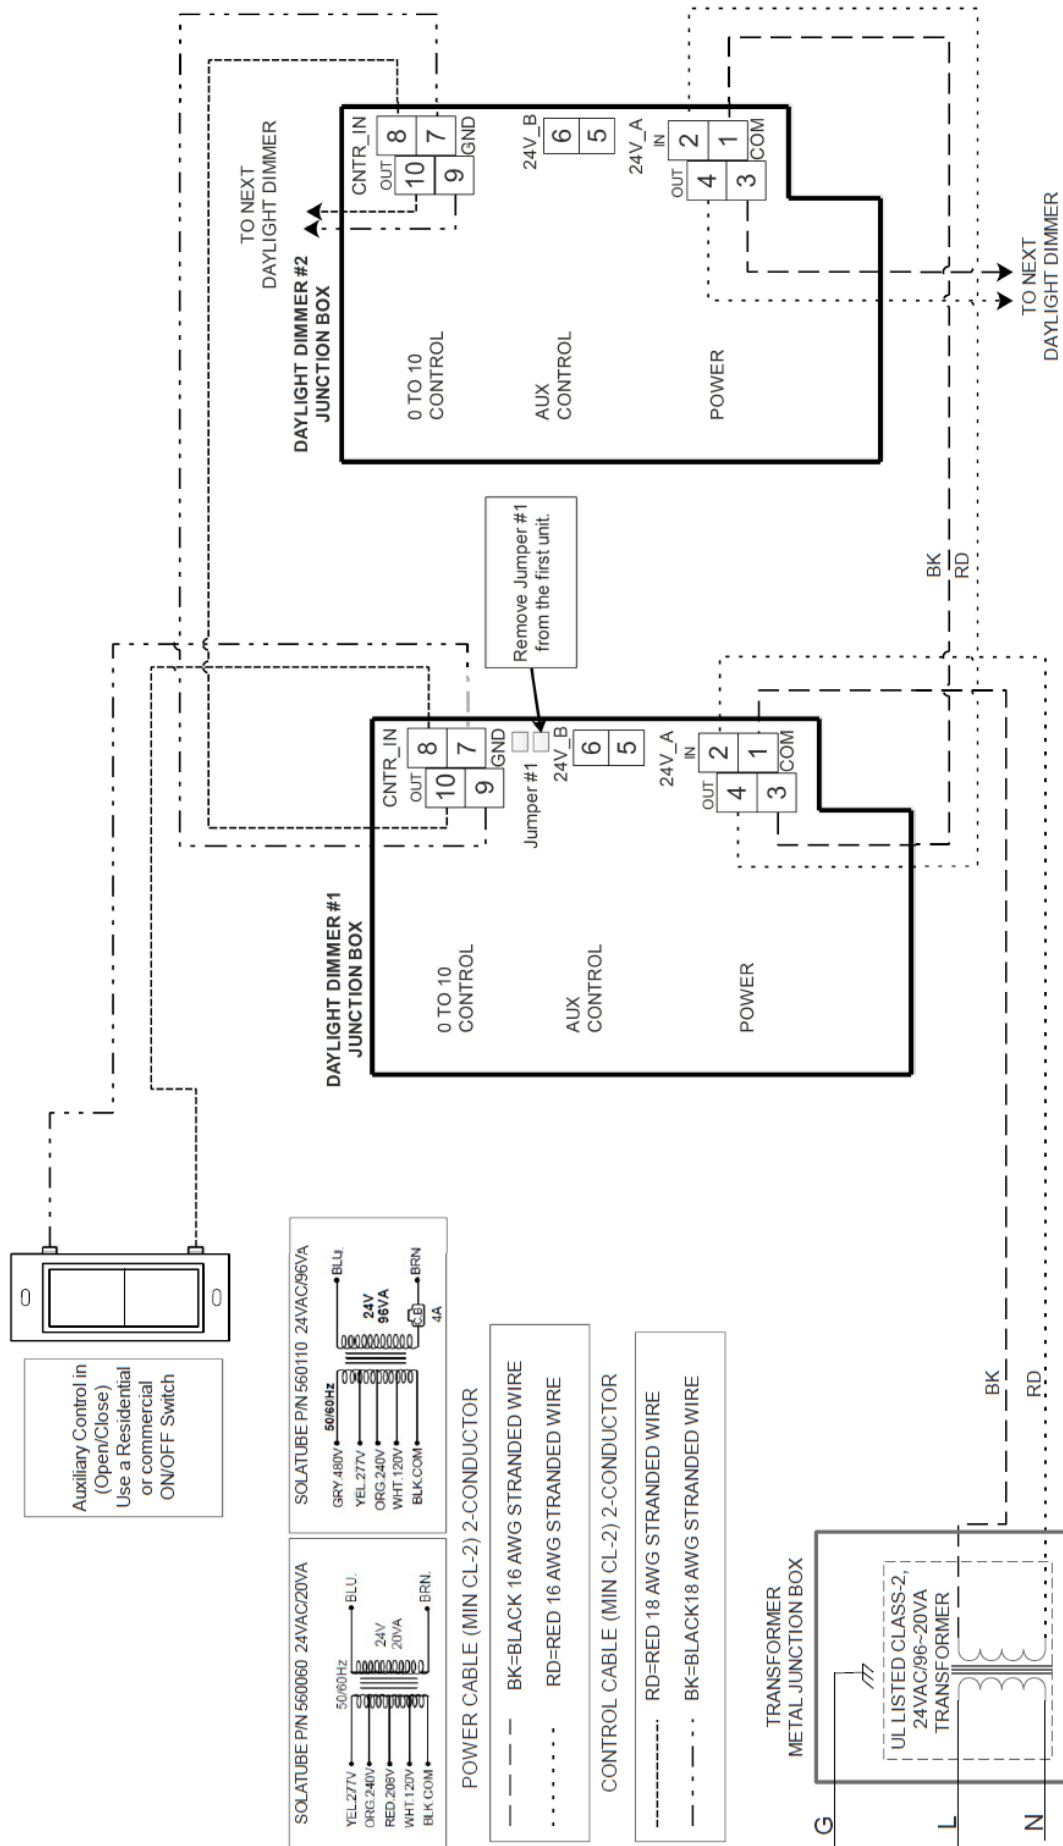 Auxiliary Control in
(Open/Close)
Use a Residential
or commercial
ON/OFF Switch
SOLATUBE P/N 560060 24VAC/20VA
50/60Hz
YEL.277V
ORG.240V
RED.208V
WHT.120V
BLK.COM
24V
20VA
BLU.
BRN.
SOLATUBE P/N 560110 24VAC/96VA
50/60Hz
GRY.480V
YEL.277V
ORG.240V
WHT.120V
BLK.COM
24V
96VA
BLU.
C.B
4A
BRN
POWER CABLE (MIN CL-2) 2-CONDUCTOR
BK=BLACK 16 AWG STRANDED WIRE
RD=RED 16 AWG STRANDED WIRE
CONTROL CABLE (MIN CL-2) 2-CONDUCTOR
RD=RED 18 AWG STRANDED WIRE
BK=BLACK18 AWG STRANDED WIRE
TRANSFORMER
METAL JUNCTION BOX
UL LISTED CLASS-2,
24VAC/96~20VA
TRANSFORMER
G
L
N
BK
RD
DAYLIGHT DIMMER #1
JUNCTION BOX
0 TO 10
CONTROL
AUX
CONTROL
POWER
CNTR_IN
OUT
8
7
10
9
GND
Jumper #1
24V_B
6
5
24V_A
IN
OUT
2
1
4
3
COM
Remove Jumper #1
from the first unit.
BK
RD
DAYLIGHT DIMMER #2
JUNCTION BOX
0 TO 10
CONTROL
AUX
CONTROL
POWER
TO NEXT
DAYLIGHT DIMMER
CNTR_IN
OUT
8
7
10
9
GND
24V_B
6
5
24V_A
IN
OUT
2
1
4
3
COM
TO NEXT
DAYLIGHT DIMMER